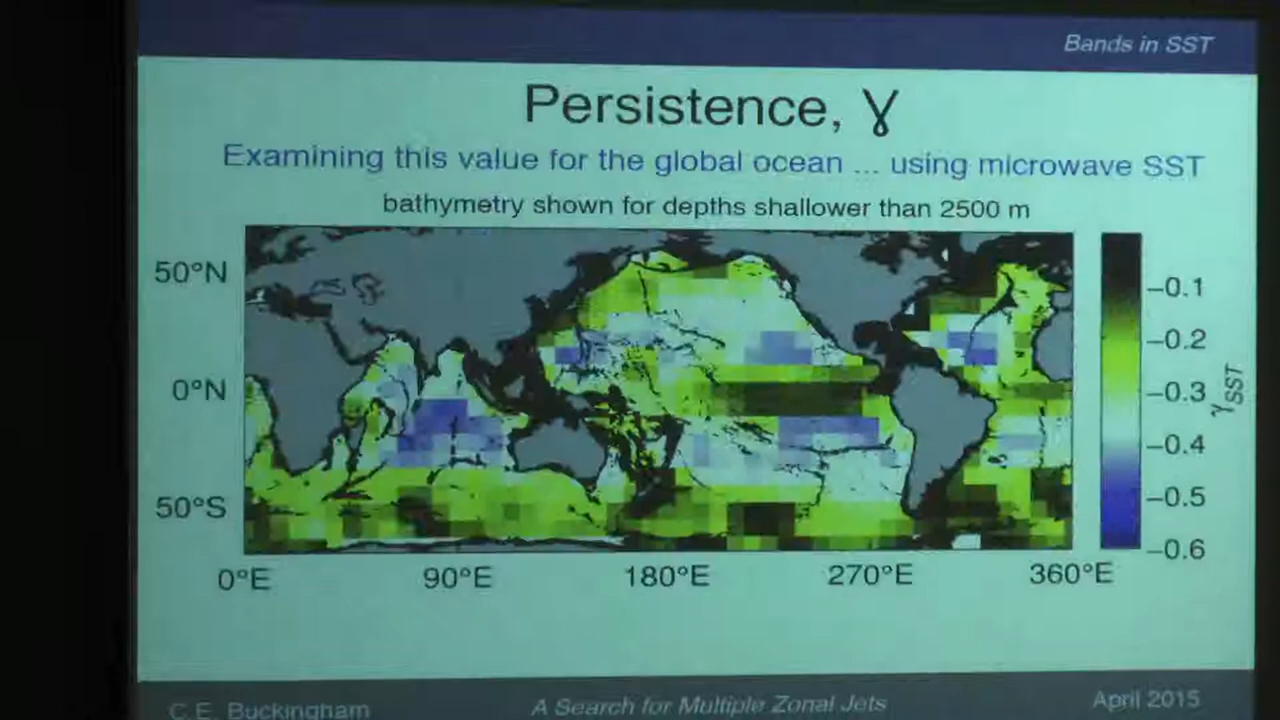 Bands in SST
Persistence, γ
Examining this value for the global ocean ... using microwave SST
bathymetry shown for depths shallower than 2500 m
50°N
0°N
50°S
0°E
90°E
180°E
270°E
360°E
−0.1
−0.2
−0.3
−0.4
−0.5
−0.6
γSST
C.E. Buckingham
A Search for Multiple Zonal Jets
April 2015